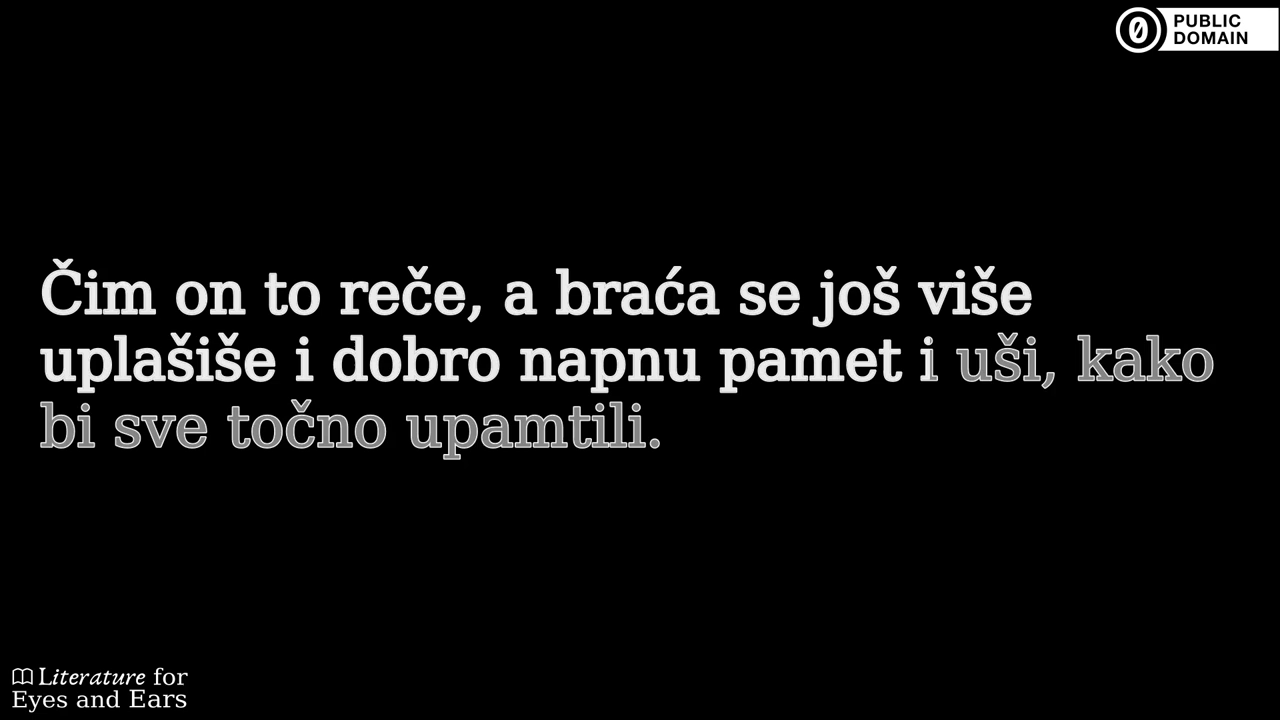 PUBLIC
DOMAIN
Čim on to reče, a braća se još više
uplašiše i dobro napnu pamet i uši, kako
bi sve točno upamtili.
Literature for
Eyes and Ears